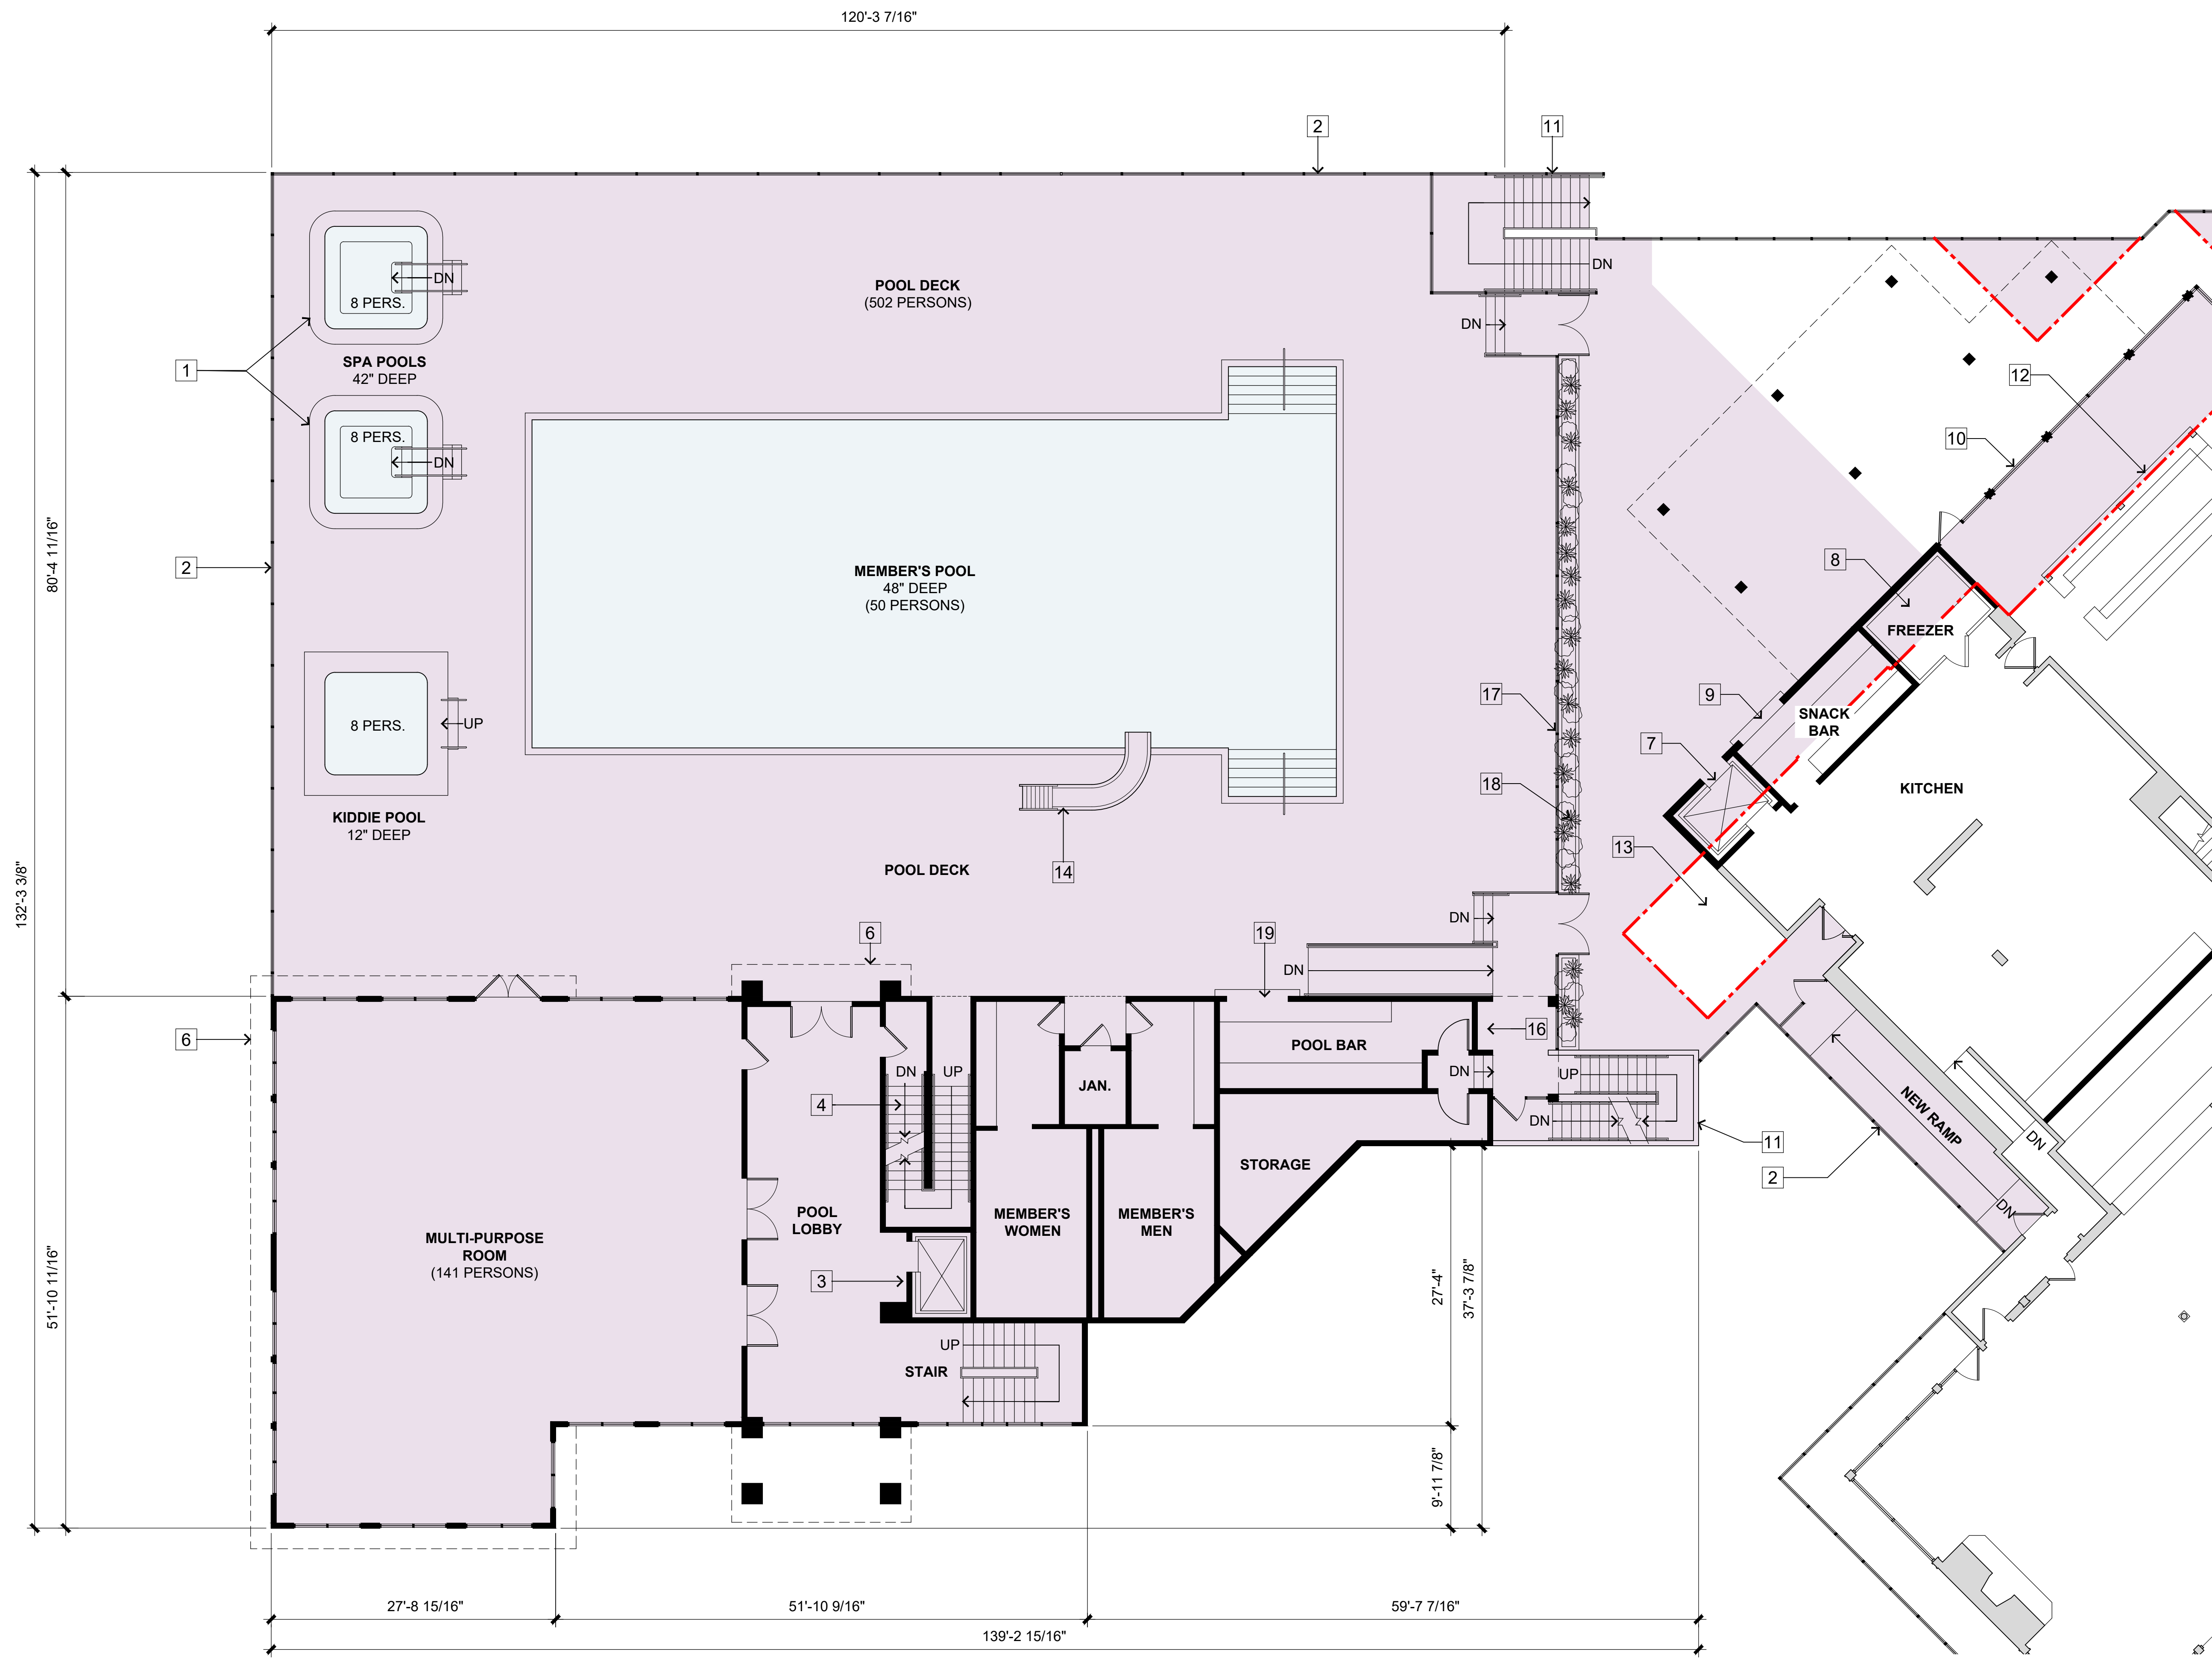 120'-3 7/16"
2
11
DN
8 PERS.
POOL DECK
(502 PERSONS)
DN
DN
1
SPA POOLS
42" DEEP
12
8 PERS.
DN
10
80'-4 11/16"
2
MEMBER'S POOL
48" DEEP
(50 PERSONS)
8
FREEZER
17
9
SNACK
BAR
8 PERS.
UP
7
18
KITCHEN
KIDDIE POOL
12" DEEP
13
14
POOL DECK
132'-3 3/8"
DN
6
19
DN
6
16
POOL BAR
DN
UP
DN
UP
JAN.
4
DN
NEW RAMP
DN
11
2
STORAGE
DN
MULTI-PURPOSE
ROOM
(141 PERSONS)
POOL
LOBBY
MEMBER'S
WOMEN
MEMBER'S
MEN
3
51'-10 11/16"
27'-4"
37'-3 7/8"
UP
STAIR
9'-11 7/8"
27'-8 15/16"
51'-10 9/16"
59'-7 7/16"
139'-2 15/16"